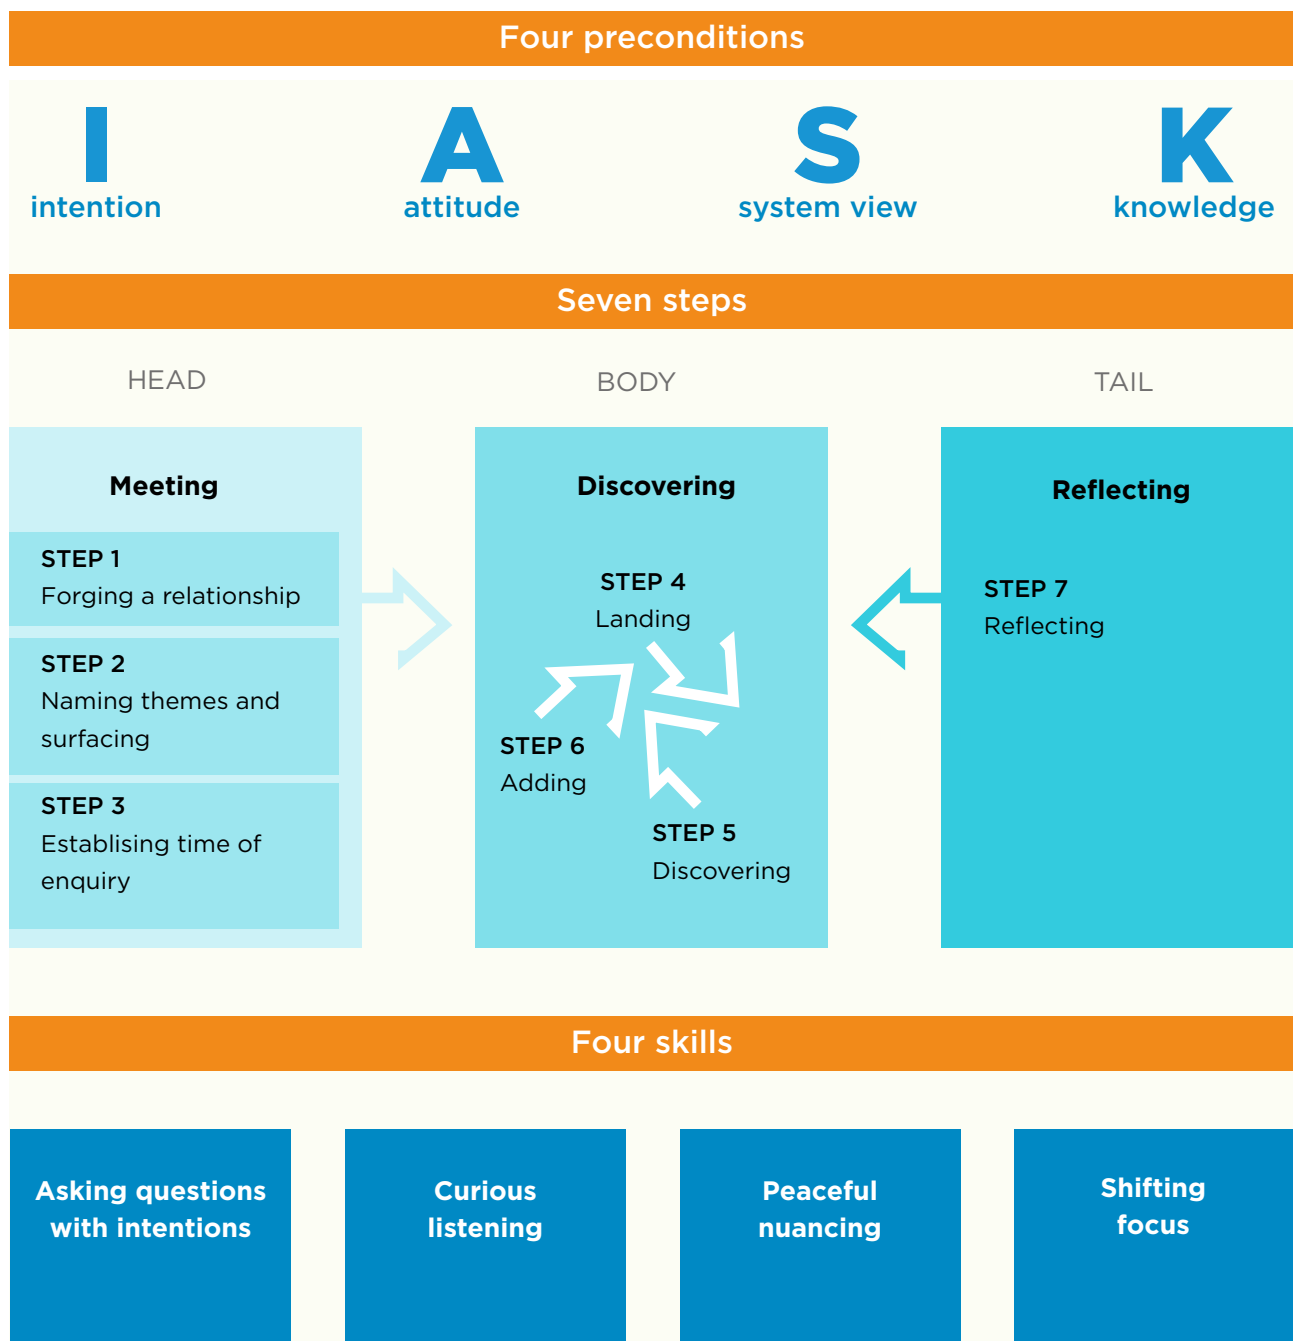 Four preconditions
I
intention
A
attitude
S
system view
K
knowledge
Seven steps
HEAD
Meeting
STEP 1
Forging a relationship
STEP 2
Naming themes and
surfacing
STEP 3
Establising time of
enquiry
BODY
Discovering
STEP 4
Landing
STEP 5
Discovering
STEP 6
Adding
TAIL
Reflecting
STEP 7
Reflecting
Four skills
Asking questions
with intentions
Curious
listening
Peaceful
nuancing
Shifting
focus